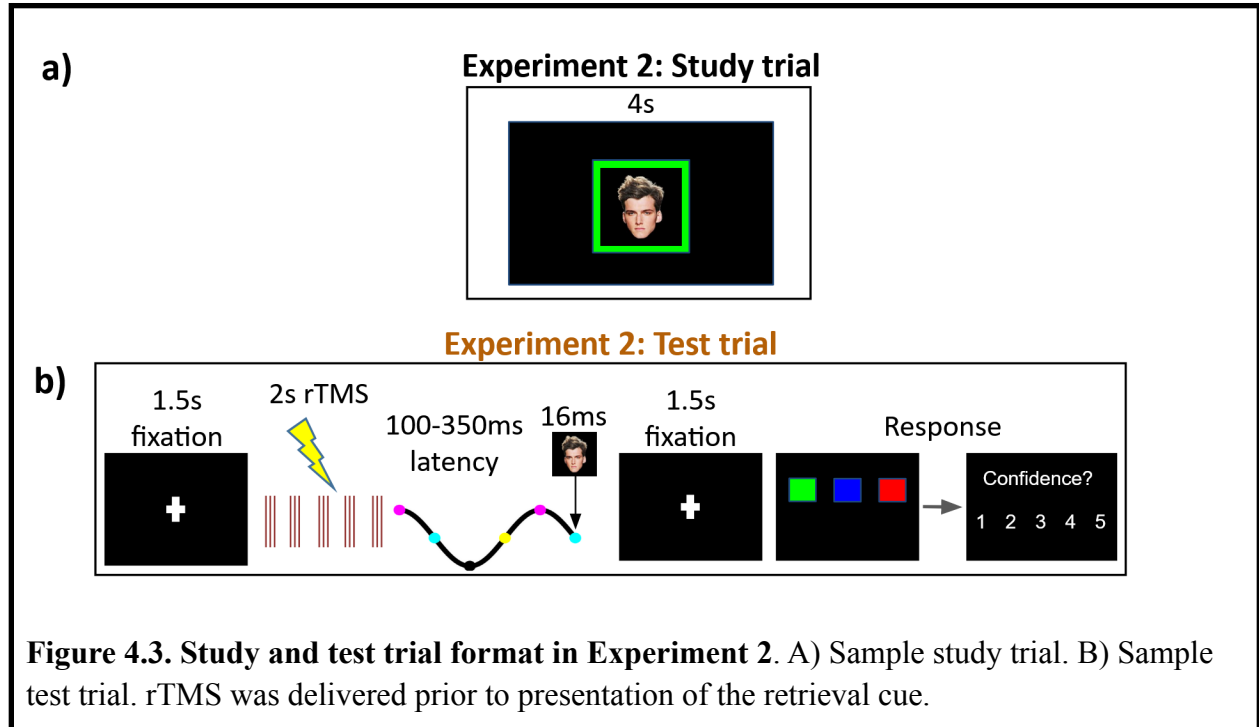 a)
Experiment 2: Study trial
4s
Experiment 2: Test trial
b)
1.5s
fixation
2s rTMS
100-350ms
latency
16ms
1.5s
fixation
Response
Confidence?
1 2 3 4 5
Figure 4.3. Study and test trial format in Experiment 2. A) Sample study trial. B) Sample
test trial. rTMS was delivered prior to presentation of the retrieval cue.